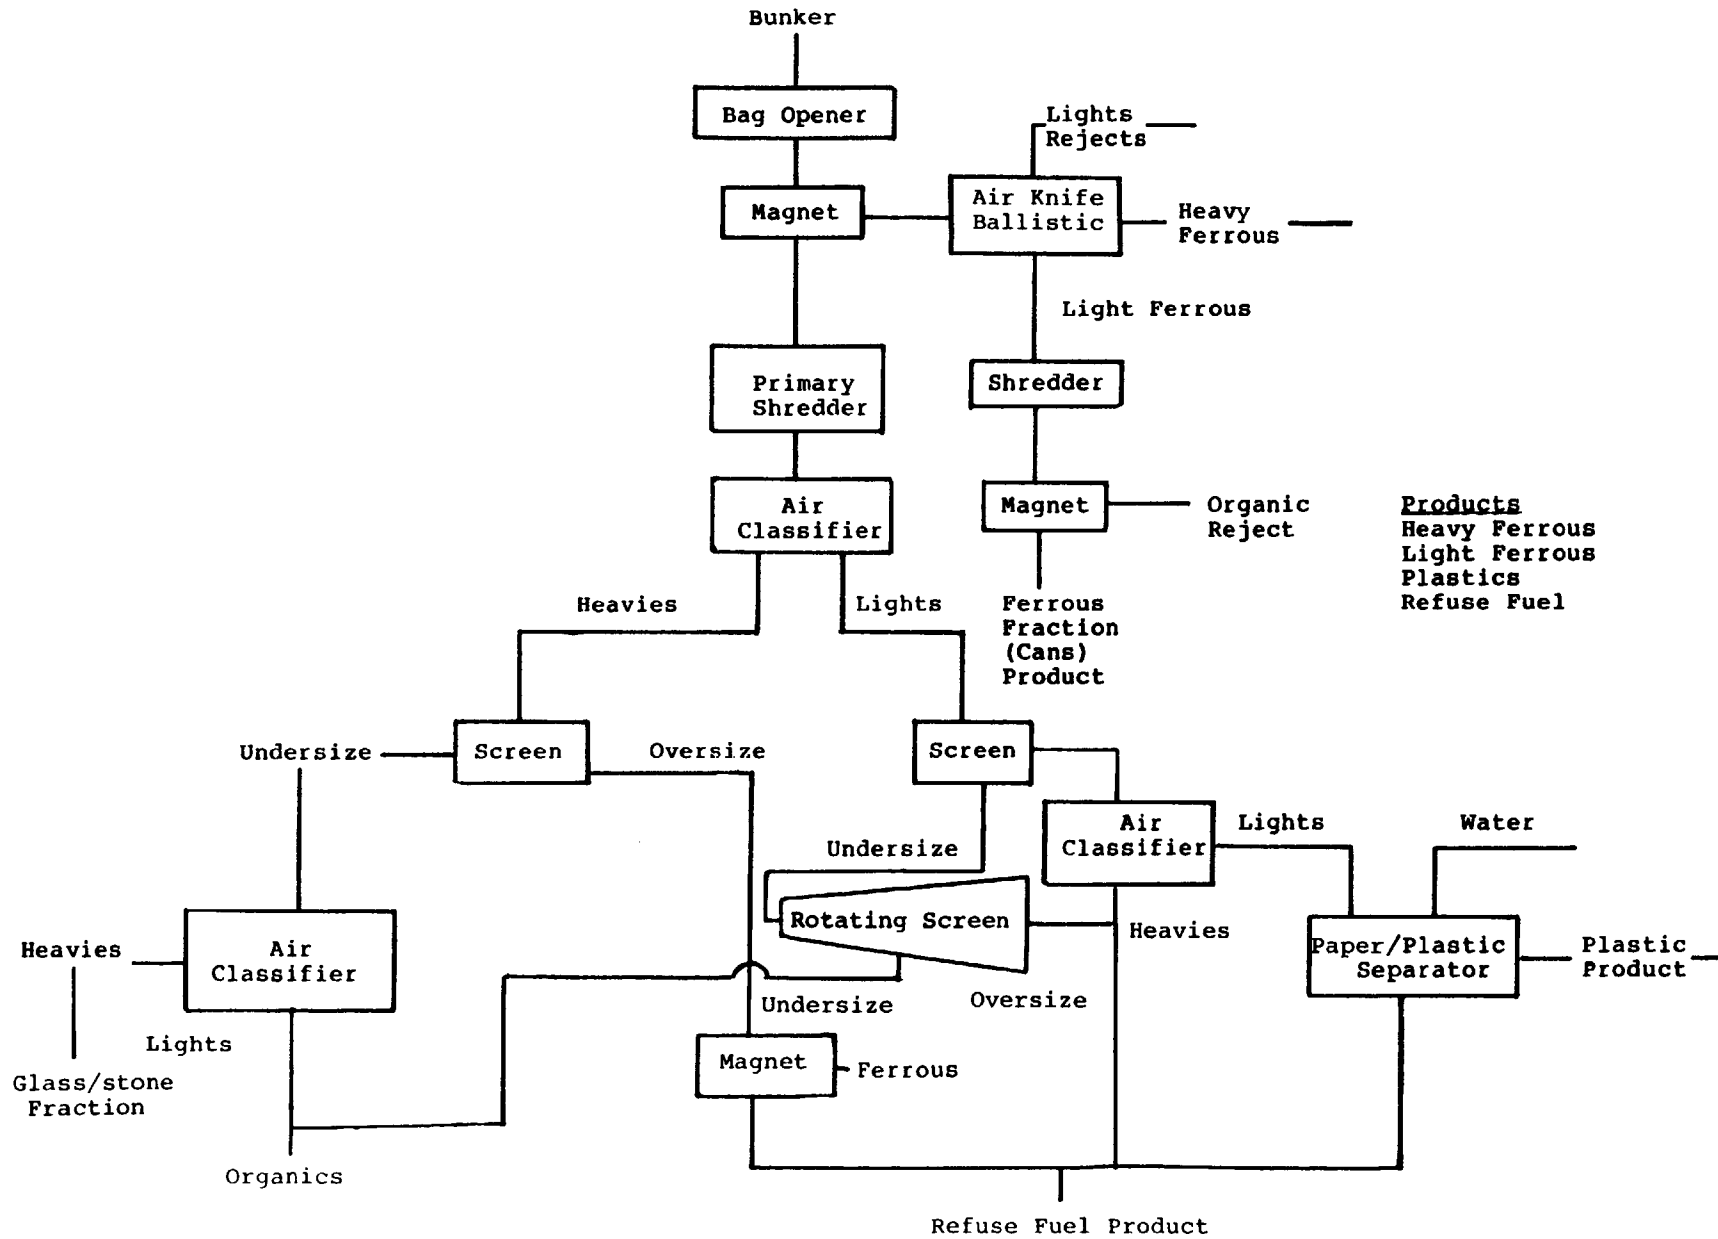 Bunker
Bag Opener
Lights
Rejects
Magnet
Air Knife
Ballistic
Heavy
Ferrous
Light Ferrous
Primary
Shredder
Shredder
Air
Classifier
Magnet
Organic
Reject
Products
Heavy Ferrous
Light Ferrous
Plastics
Refuse Fuel
Heavies
Lights
Ferrous
Fraction
(Cans)
Product
Undersize
Screen
Oversize
Screen
Undersize
Air
Classifier
Lights
Water
Rotating Screen
Heavies
Heavies
Air
Classifier
Paper/Plastic
Separator
Plastic
Product
Undersize
Oversize
Lights
Magnet
Ferrous
Glass/stone
Fraction
Organics
Refuse Fuel Product